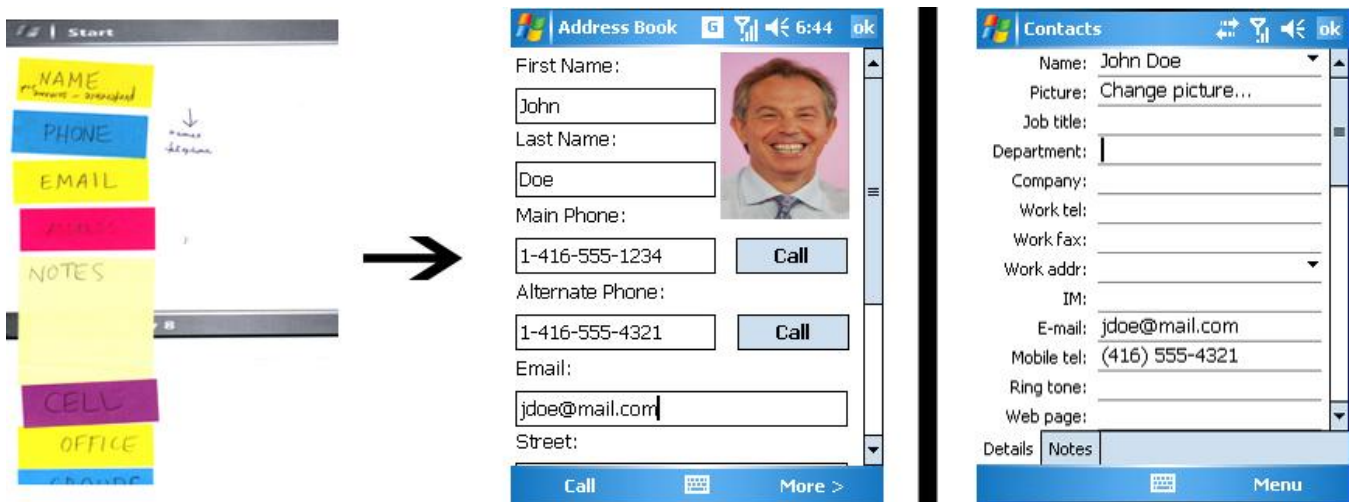 Start
NAME
PHONE
names
EMAIL
NOTES
8
CELL
OFFICE
GROUPS
Address Book G 6:44 ok
First Name:
John
Last Name:
Doe
Main Phone:
1-416-555-1234 Call
Alternate Phone:
1-416-555-4321 Call
Email:
jdoe@mail.com
Street:
Call More >
Contacts ok
Name: John Doe
Picture: Change picture...
Job title:
Department:
Company:
Work tel:
Work fax:
Work addr:
IM:
E-mail: jdoe@mail.com
Mobile tel: (416) 555-4321
Ring tone:
Web page:
Details Notes
Menu